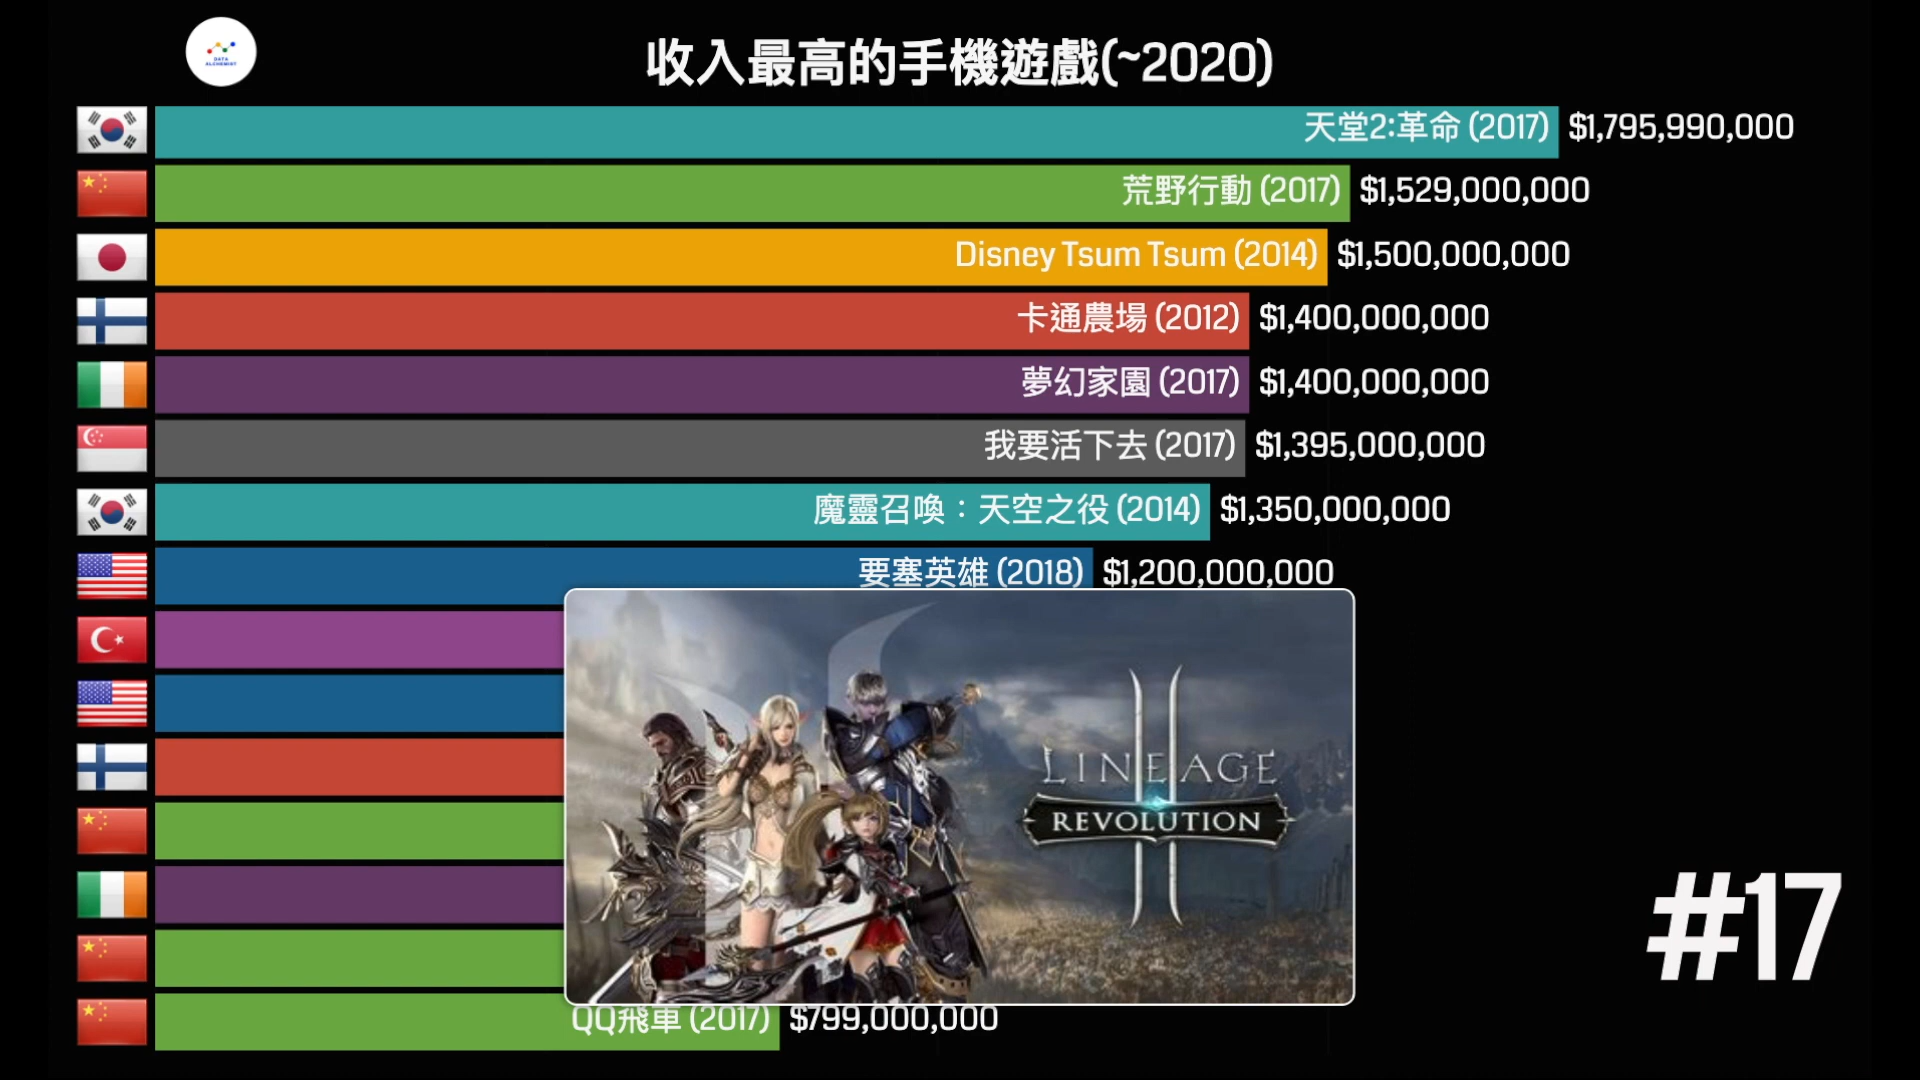 DATA
ALCHEMIST
收入最高的手機遊戲(~2020)
天堂2:革命 (2017) $1,795,990,000
荒野行動 (2017) $1,529,000,000
Disney Tsum Tsum (2014) $1,500,000,000
卡通農場 (2012) $1,400,000,000
夢幻家園 (2017) $1,400,000,000
我要活下去 (2017) $1,395,000,000
魔靈召喚：天空之役 (2014) $1,350,000,000
要塞英雄 (2018) $1,200,000,000
LINEAGE
II
REVOLUTION
#17
QQ飛車 (2017) $799,000,000